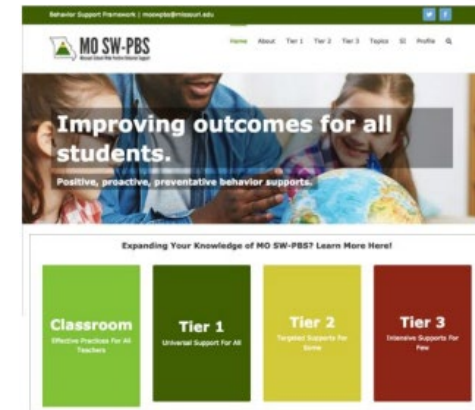 Behavior Support Framework | moswpbs@missouri.edu
MO SW-PBS
Missouri School-Wide Positive Behavior Support
Home About Tier 1 Tier 2 Tier 3 Topics Profile
Improving outcomes for all
students.
Positive, proactive, preventative behavior supports.
Expanding Your Knowledge of MO SW-PBS? Learn More Here!
Classroom
Effective Practices For All
Teachers
Tier 1
Universal Support For All
Tier 2
Targeted Supports For
Some
Tier 3
Intensive Supports For
Few